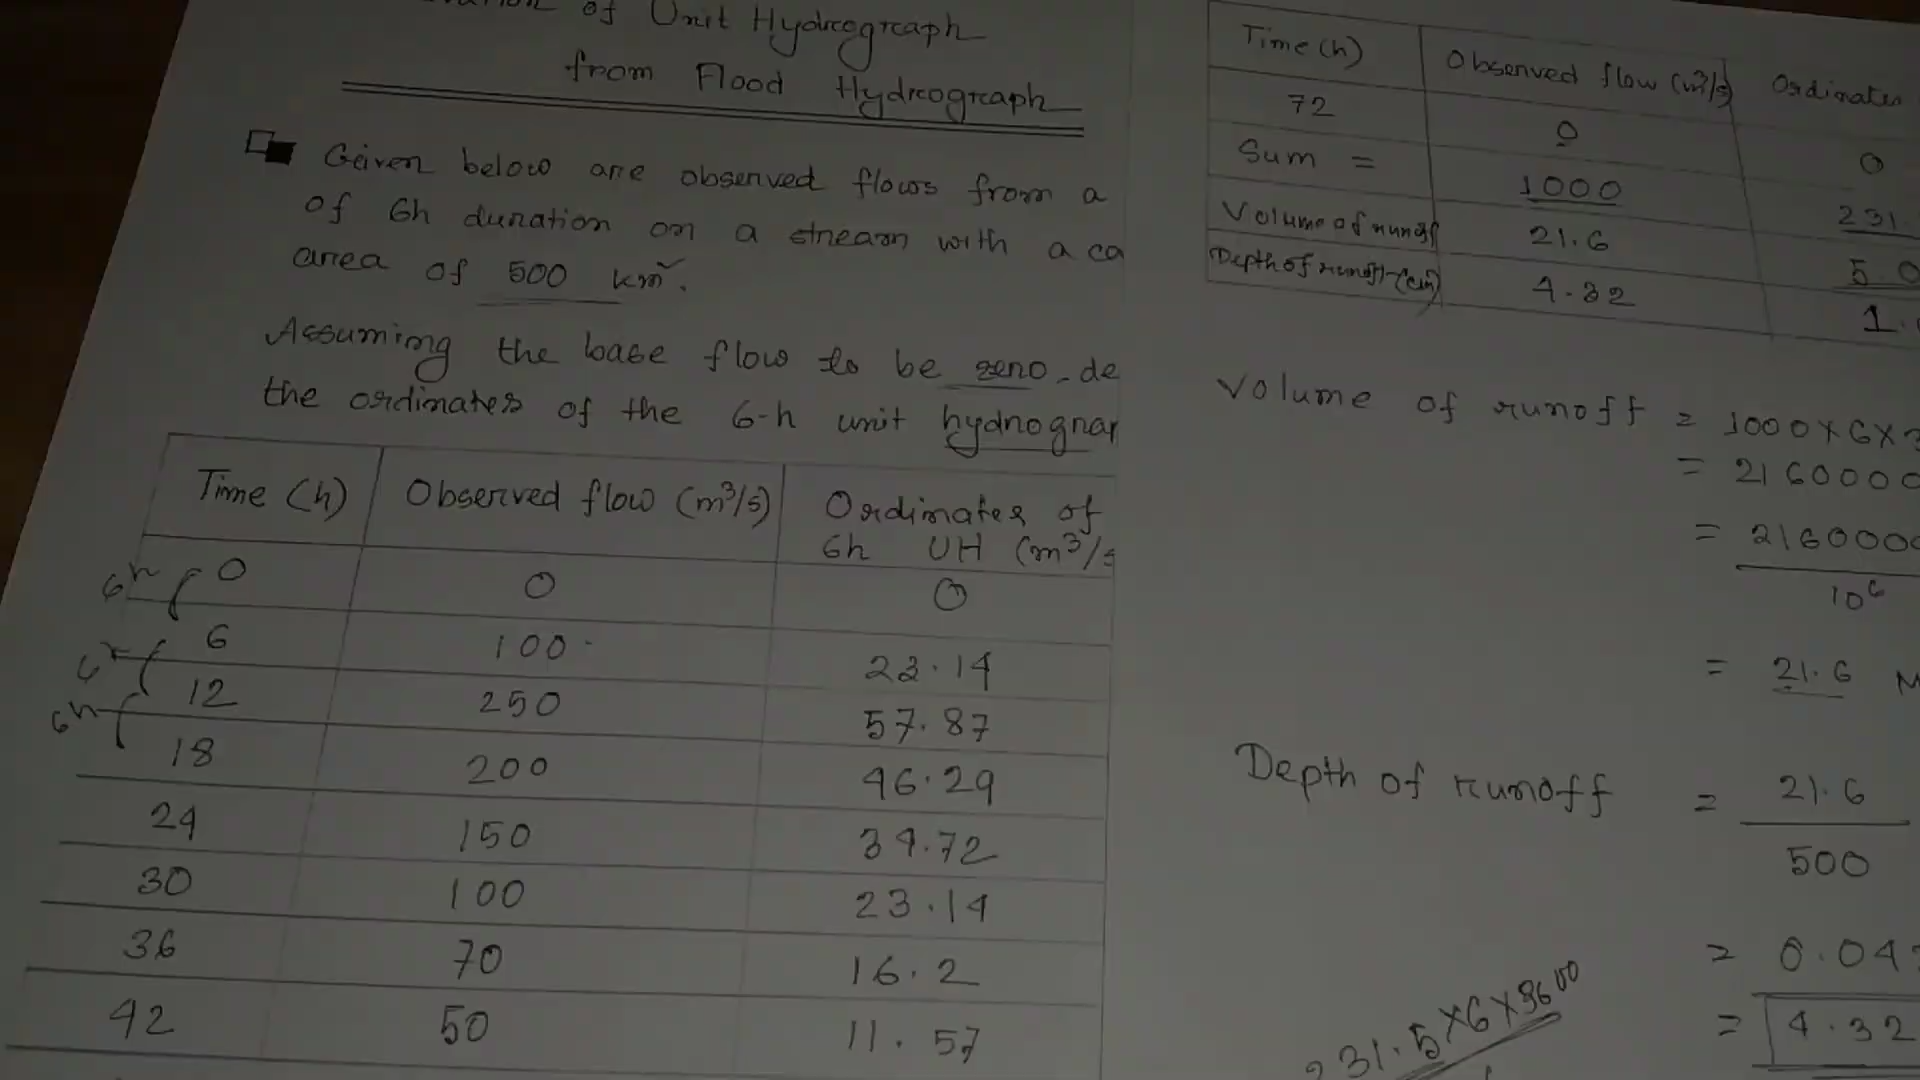 of Unit Hydrograph
from Flood Hydrograph
Given below are observed flows from a
of 6h duration on a stream with a ca
area of 500 km².
Assuming the base flow to be zero, de
the ordinates of the 6-h unit hydrograp
Time (h) Observed flow (m³/s) Ordinates of
6h UH (m³/s
6h 0 0 0
6h 6 100 23.14
6h 12 250 57.87
18 200 46.29
24 150 34.72
30 100 23.14
36 70 16.2
42 50 11.57
Time (h) Observed flow (m³/s) Ordinates
72 0 0
Sum = 1000 231.
Volume of runoff 21.6 5.0
Depth of runoff (cm) 4.32 1.
Volume of runoff = 1000 x 6 x 3
= 2160000
= 2160000
10⁶
= 21.6 M
Depth of runoff = 21.6
500
= 0.043
= 4.32
231.5 x 6 x 3600